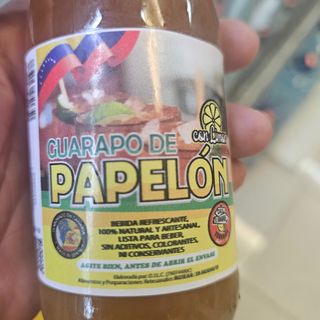 con Limón
GUARAPO DE
PAPELÓN
BEBIDA REFRESCANTE,
100% NATURAL Y ARTESANAL,
LISTA PARA BEBER,
SIN ADITIVOS, COLORANTES,
NI CONSERVANTES
AGITE BIEN, ANTES DE ABRIR EL ENVASE